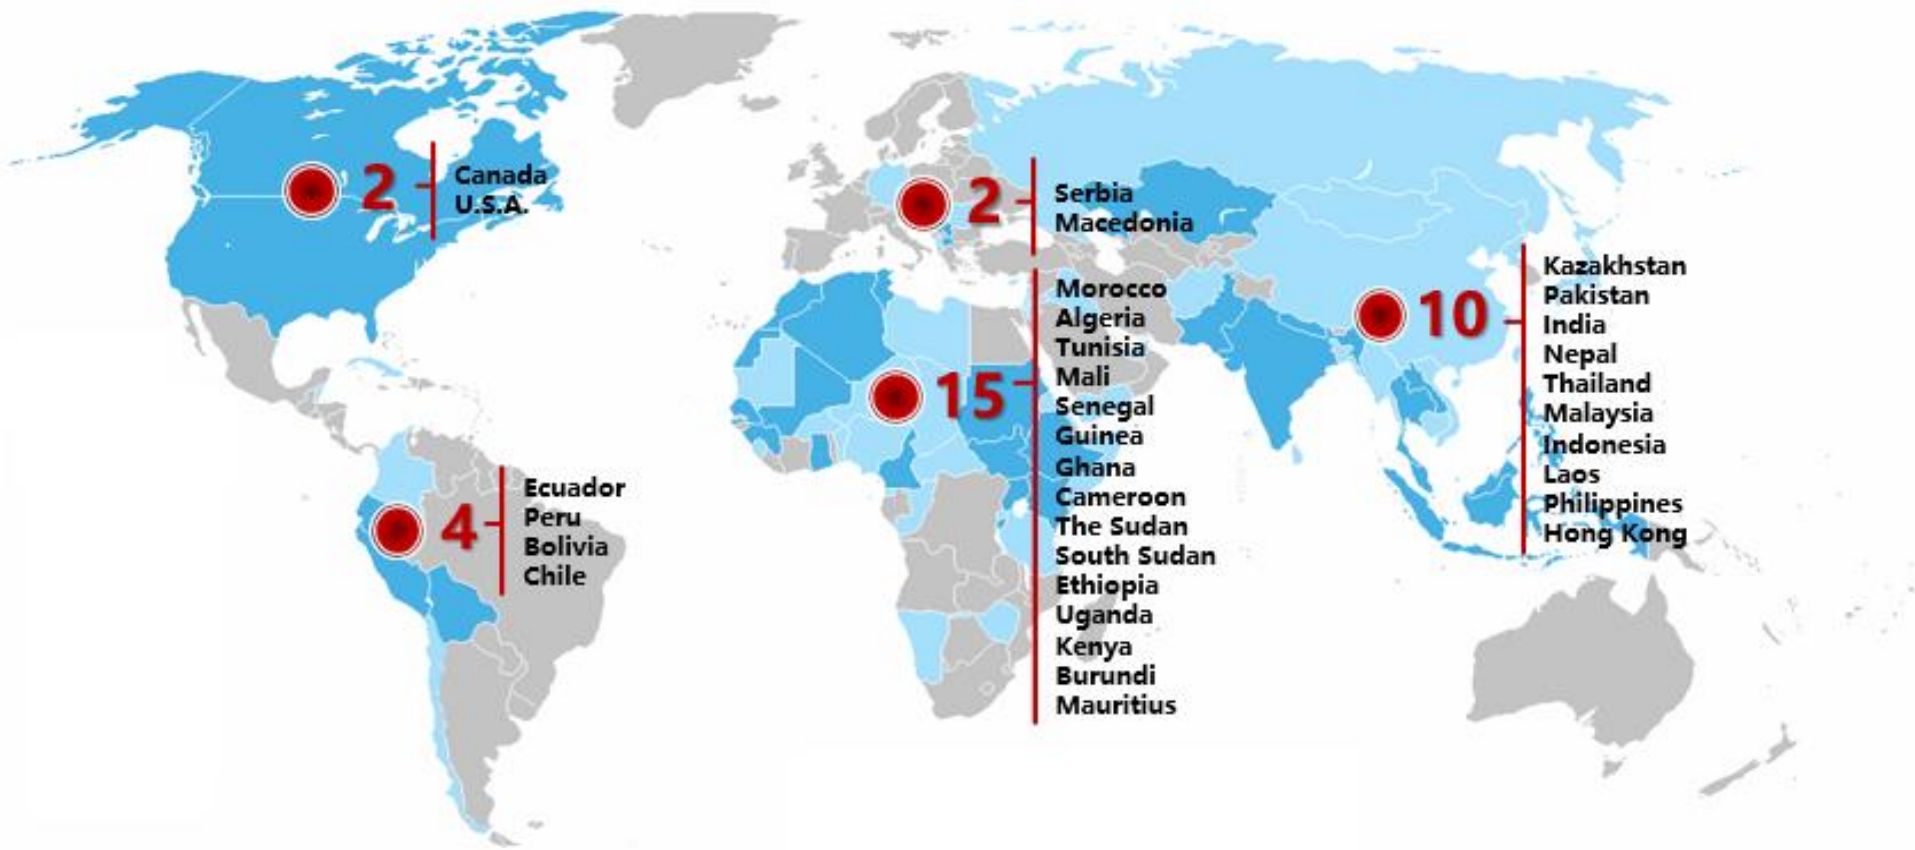 2
Canada
U.S.A.
2
Serbia
Macedonia
10
Kazakhstan
Pakistan
India
Nepal
Thailand
Malaysia
Indonesia
Laos
Philippines
Hong Kong
15
Morocco
Algeria
Tunisia
Mali
Senegal
Guinea
Ghana
Cameroon
The Sudan
South Sudan
Ethiopia
Uganda
Kenya
Burundi
Mauritius
4
Ecuador
Peru
Bolivia
Chile